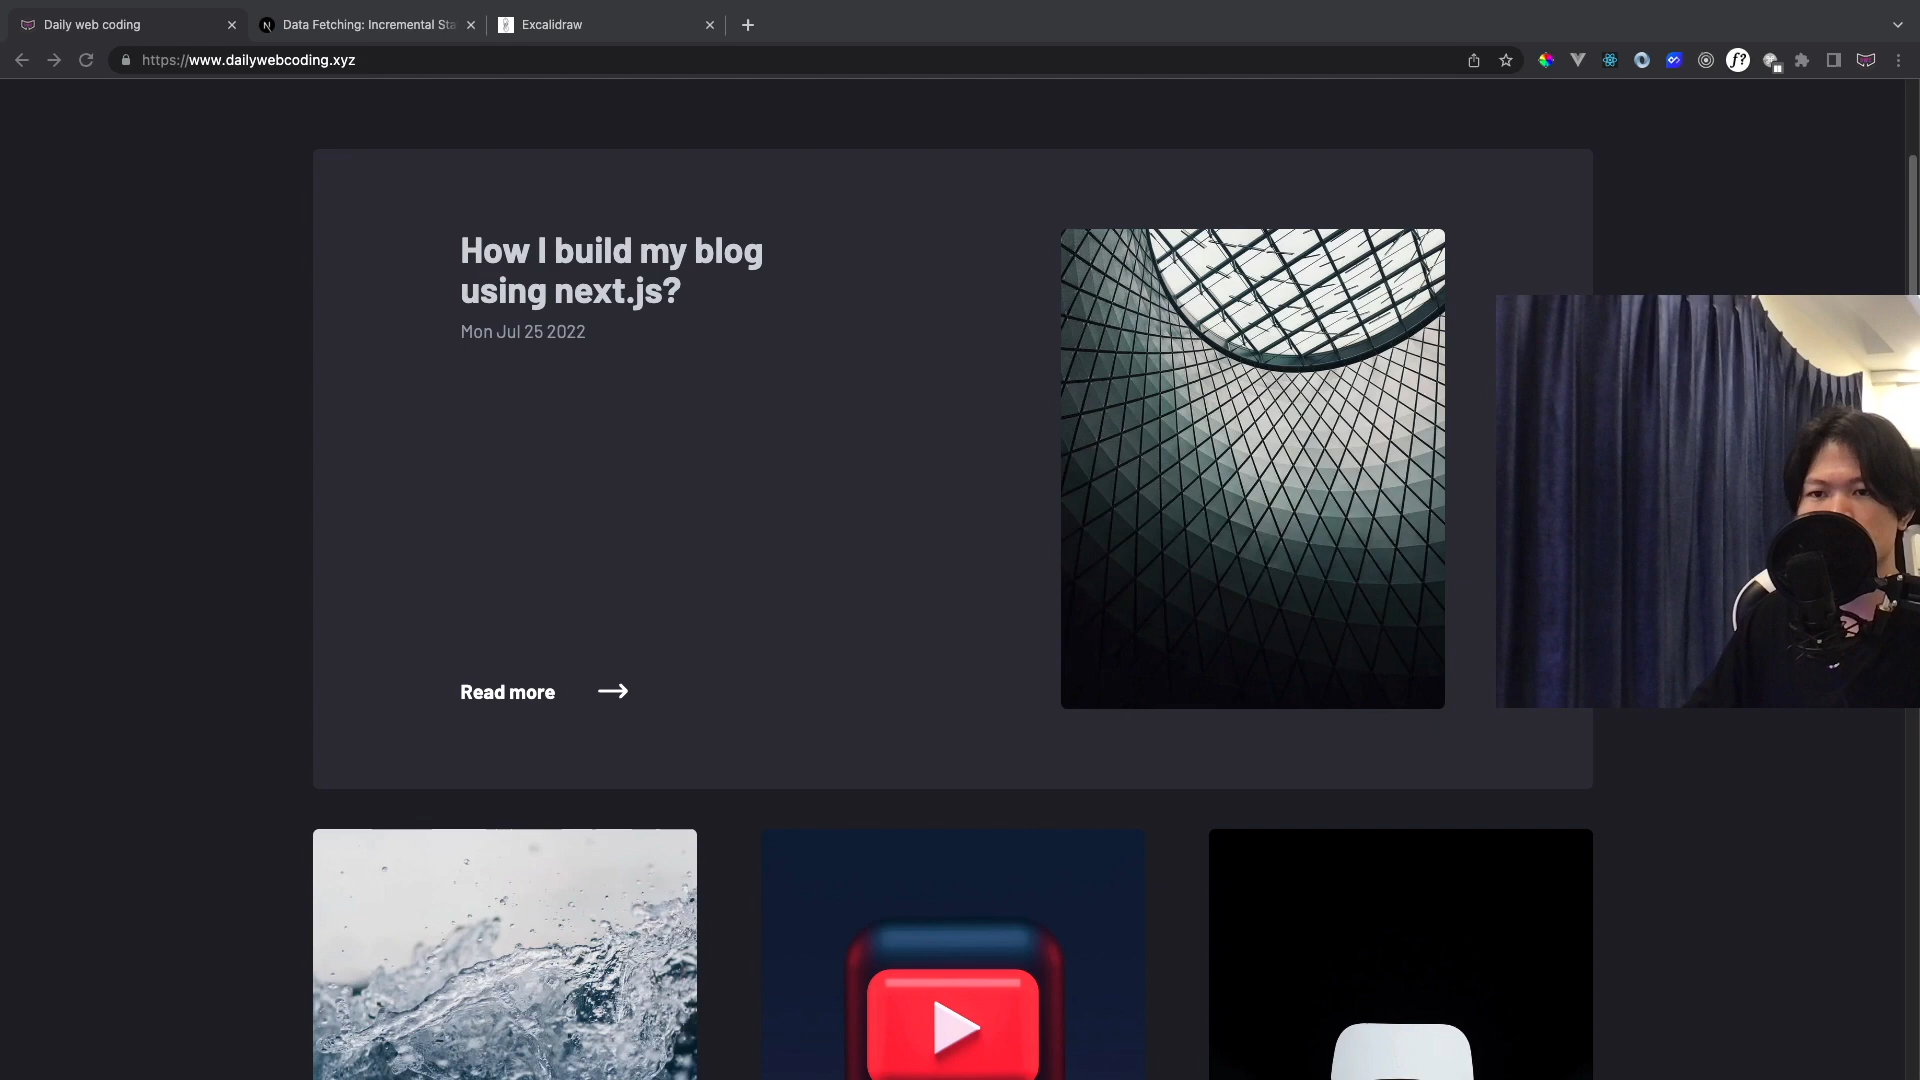 Daily web coding
Data Fetching: Incremental Sta
Excalidraw
https://www.dailywebcoding.xyz
f?
How I build my blog
using next.js?
Mon Jul 25 2022
Read more